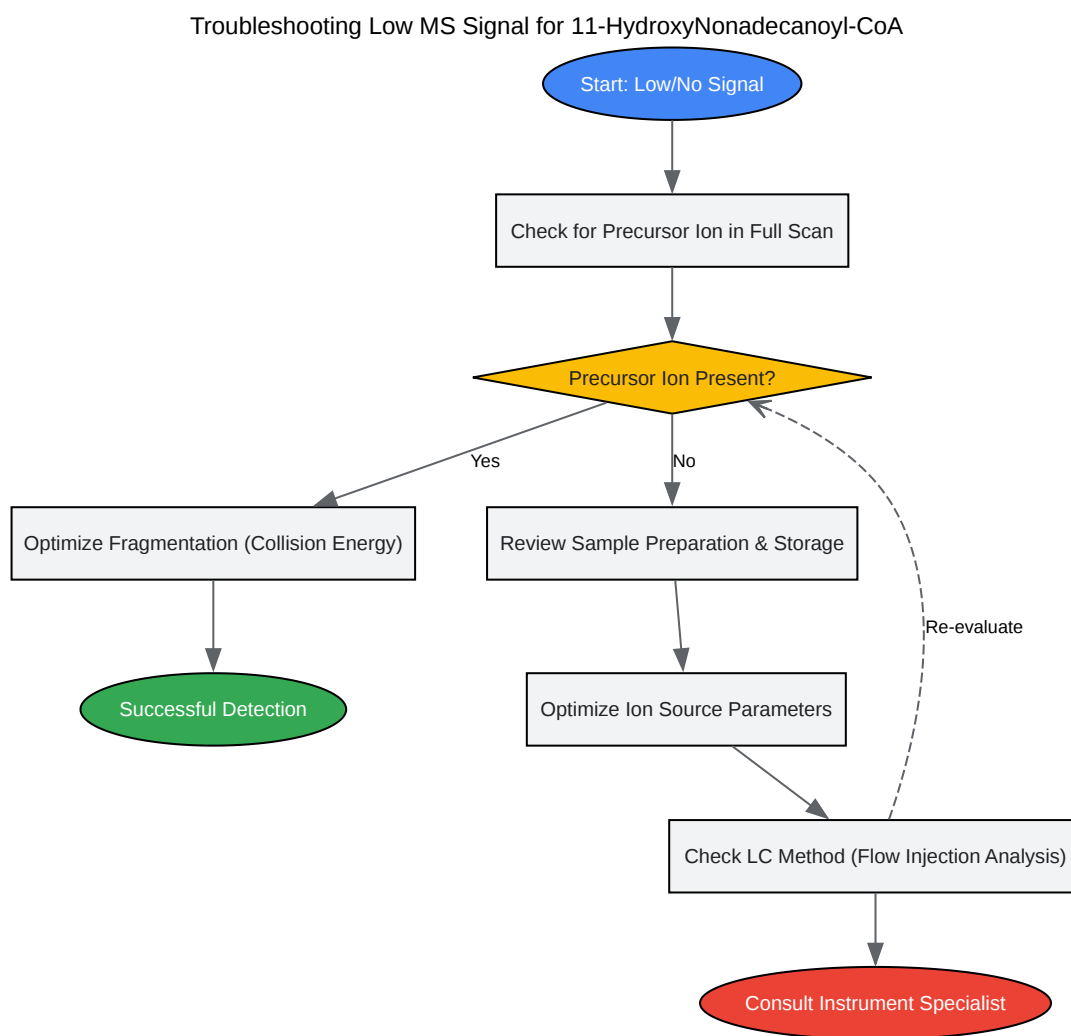 Troubleshooting Low MS Signal for 11-HydroxyNonadecanoyl-CoA
Start: Low/No Signal
Check for Precursor Ion in Full Scan
Precursor Ion Present?
Yes
No
Optimize Fragmentation (Collision Energy)
Review Sample Preparation & Storage
Re-evaluate
Successful Detection
Optimize Ion Source Parameters
Check LC Method (Flow Injection Analysis)
Consult Instrument Specialist